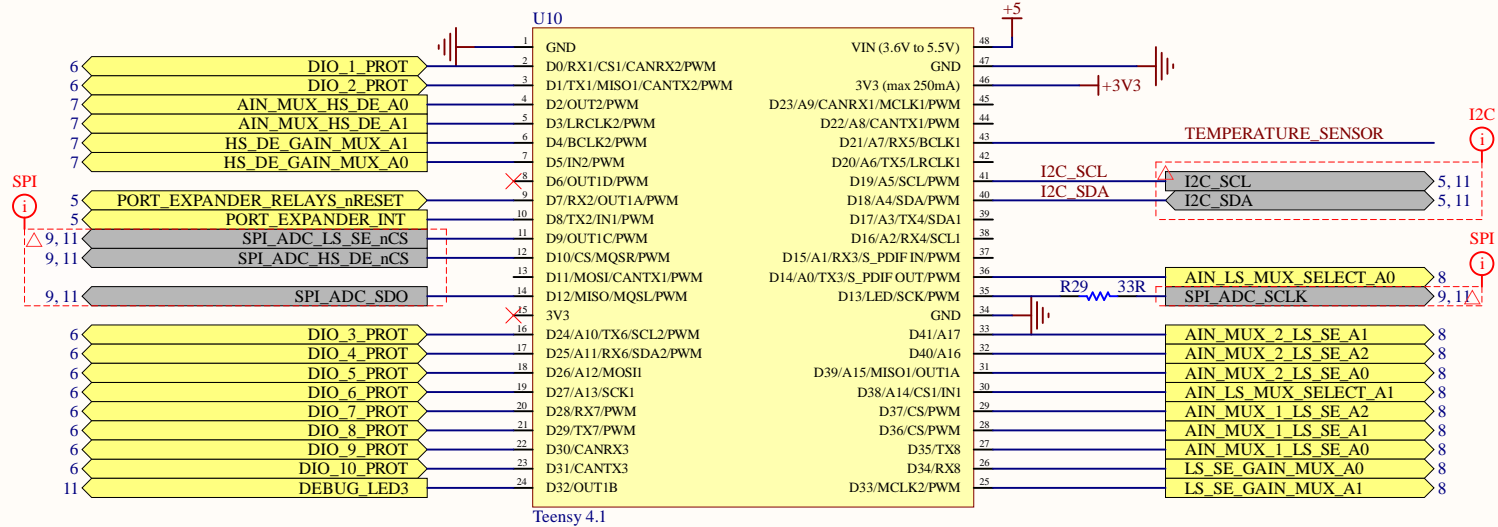 U10
+5
1 GND
VIN (3.6V to 5.5V) 48
6 DIO_1_PROT 2 D0/RX1/CS1/CANRX2/PWM
GND 47
6 DIO_2_PROT 3 D1/TX1/MISO1/CANTX2/PWM
3V3 (max 250mA) 46 +3V3
7 AIN_MUX_HS_DE_A0 4 D2/OUT2/PWM
D23/A9/CANRX1/MCLK1/PWM 45
7 AIN_MUX_HS_DE_A1 5 D3/LRCLK2/PWM
D22/A8/CANTX1/PWM 44
I2C
i
7 HS_DE_GAIN_MUX_A1 6 D4/BCLK2/PWM
D21/A7/RX5/BCLK1 43 TEMPERATURE_SENSOR
7 HS_DE_GAIN_MUX_A0 7 D5/IN2/PWM
D20/A6/TX5/LRCLK1 42
8 D6/OUT1D/PWM
D19/A5/SCL/PWM 41 I2C_SCL I2C_SCL 5, 11
SPI
i
5 PORT_EXPANDER_RELAYS_nRESET 9 D7/RX2/OUT1A/PWM
D18/A4/SDA/PWM 40 I2C_SDA I2C_SDA 5, 11
5 PORT_EXPANDER_INT 10 D8/TX2/IN1/PWM
D17/A3/TX4/SDA1 39
9, 11 SPI_ADC_LS_SE_nCS 11 D9/OUT1C/PWM
D16/A2/RX4/SCL1 38
SPI
i
9, 11 SPI_ADC_HS_DE_nCS 12 D10/CS/MQSR/PWM
D15/A1/RX3/S_PDIF IN/PWM 37
13 D11/MOSI/CANTX1/PWM
D14/A0/TX3/S_PDIF OUT/PWM 36 AIN_LS_MUX_SELECT_A0 8
9, 11 SPI_ADC_SDO 14 D12/MISO/MQSL/PWM
D13/LED/SCK/PWM 35 R29 33R SPI_ADC_SCLK 9, 11
15 3V3
GND 34
6 DIO_3_PROT 16 D24/A10/TX6/SCL2/PWM
D41/A17 33 AIN_MUX_2_LS_SE_A1 8
6 DIO_4_PROT 17 D25/A11/RX6/SDA2/PWM
D40/A16 32 AIN_MUX_2_LS_SE_A2 8
6 DIO_5_PROT 18 D26/A12/MOSI1
D39/A15/MISO1/OUT1A 31 AIN_MUX_2_LS_SE_A0 8
6 DIO_6_PROT 19 D27/A13/SCK1
D38/A14/CS1/IN1 30 AIN_LS_MUX_SELECT_A1 8
6 DIO_7_PROT 20 D28/RX7/PWM
D37/CS/PWM 29 AIN_MUX_1_LS_SE_A2 8
6 DIO_8_PROT 21 D29/TX7/PWM
D36/CS/PWM 28 AIN_MUX_1_LS_SE_A1 8
6 DIO_9_PROT 22 D30/CANRX3
D35/TX8 27 AIN_MUX_1_LS_SE_A0 8
6 DIO_10_PROT 23 D31/CANTX3
D34/RX8 26 LS_SE_GAIN_MUX_A0 8
11 DEBUG_LED3 24 D32/OUT1B
D33/MCLK2/PWM 25 LS_SE_GAIN_MUX_A1 8
Teensy 4.1